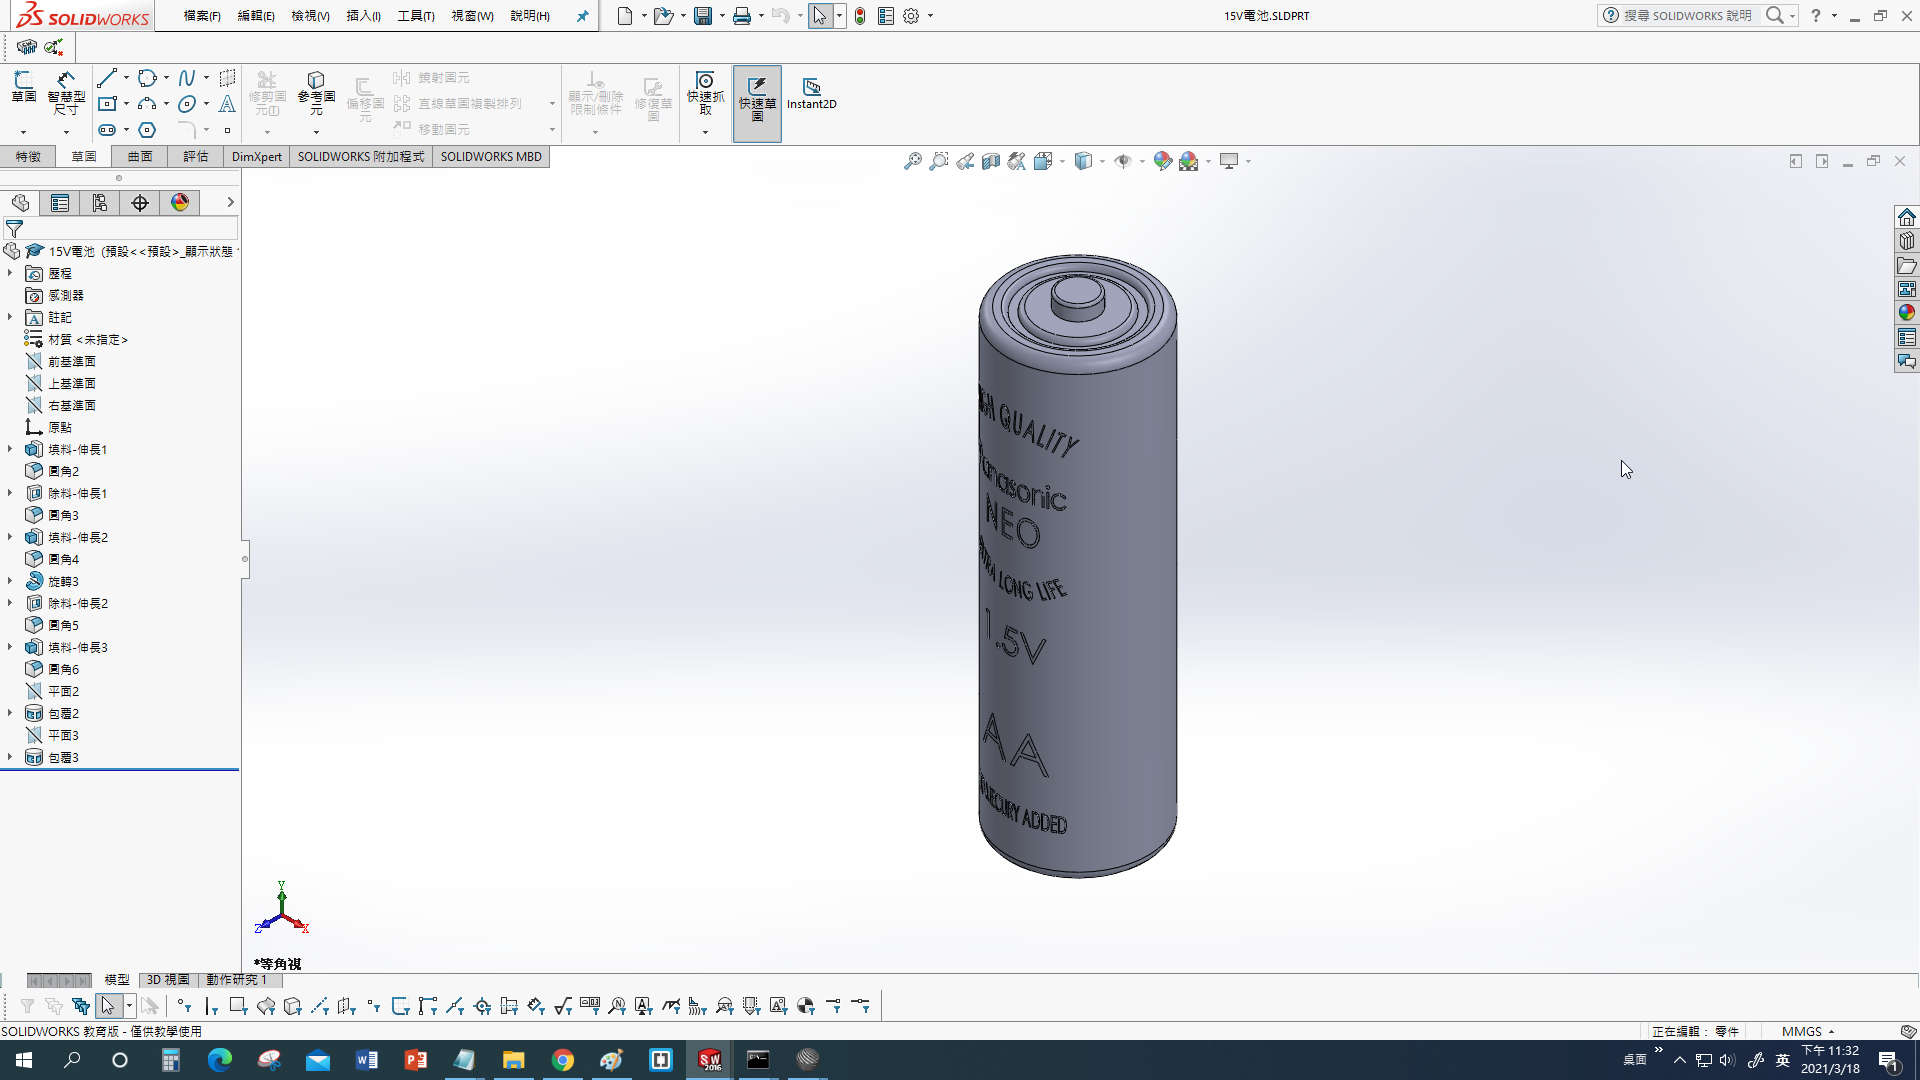 SOLIDWORKS
檔案(F) 編輯(E) 檢視(V) 插入(I) 工具(T) 視窗(W) 說明(H)
15V電池.SLDPRT
搜尋 SOLIDWORKS 說明
草圖
智慧型尺寸
修剪圖元(I)
參考圖元
偏移圖元
鏡射圖元
直線草圖複製排列
移動圖元
顯示/刪除限制條件
修復草圖
快速抓取
快速草圖
Instant2D
特徵 草圖 曲面 評估 DimXpert SOLIDWORKS 附加程式 SOLIDWORKS MBD
15V電池 (預設<<預設>_顯示狀態
歷程
感測器
註記
材質 <未指定>
前基準面
上基準面
右基準面
原點
填料-伸長1
圓角2
除料-伸長1
圓角3
填料-伸長2
圓角4
旋轉3
除料-伸長2
圓角5
填料-伸長3
圓角6
平面2
包覆2
平面3
包覆3
QUALITY
Panasonic
NEO
LONG LIFE
1.5V
AA
ADDED
Y
Z
X
*等角視
模型 3D 視圖 動作研究 1
SOLIDWORKS 教育版 - 僅供教學使用
正在編輯： 零件
MMGS
桌面
英
下午 11:32
2021/3/18
1